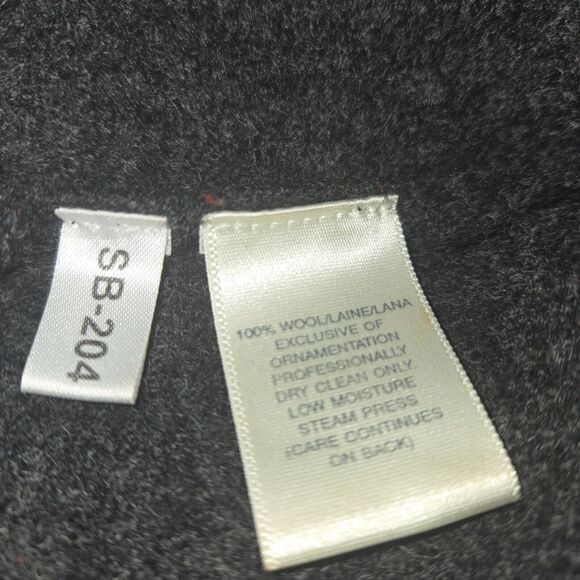 SB-204
100% WOOL/LAINE/LANA
EXCLUSIVE OF
ORNAMENTATION
PROFESSIONALLY
DRY CLEAN ONLY.
LOW MOISTURE
STEAM PRESS
(CARE CONTINUES
ON BACK)